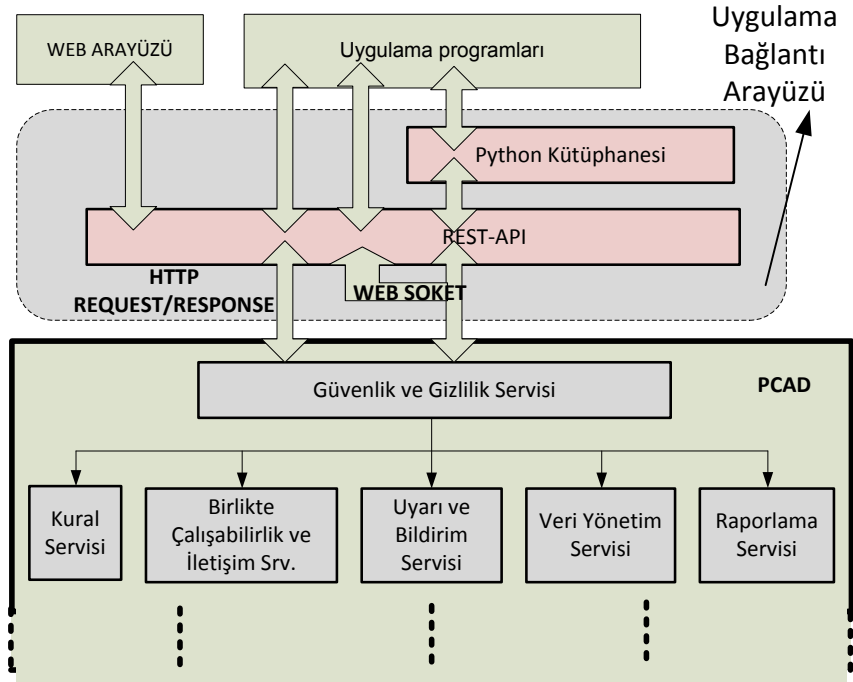 WEB ARAYÜZÜ
Uygulama programları
Uygulama
Bağlantı
Arayüzü
Python Kütüphanesi
REST-API
HTTP
REQUEST/RESPONSE
WEB SOKET
PCAD
Güvenlik ve Gizlilik Servisi
Kural
Servisi
Birlikte
Çalışabilirlik ve
İletişim Srv.
Uyarı ve
Bildirim
Servisi
Veri Yönetim
Servisi
Raporlama
Servisi